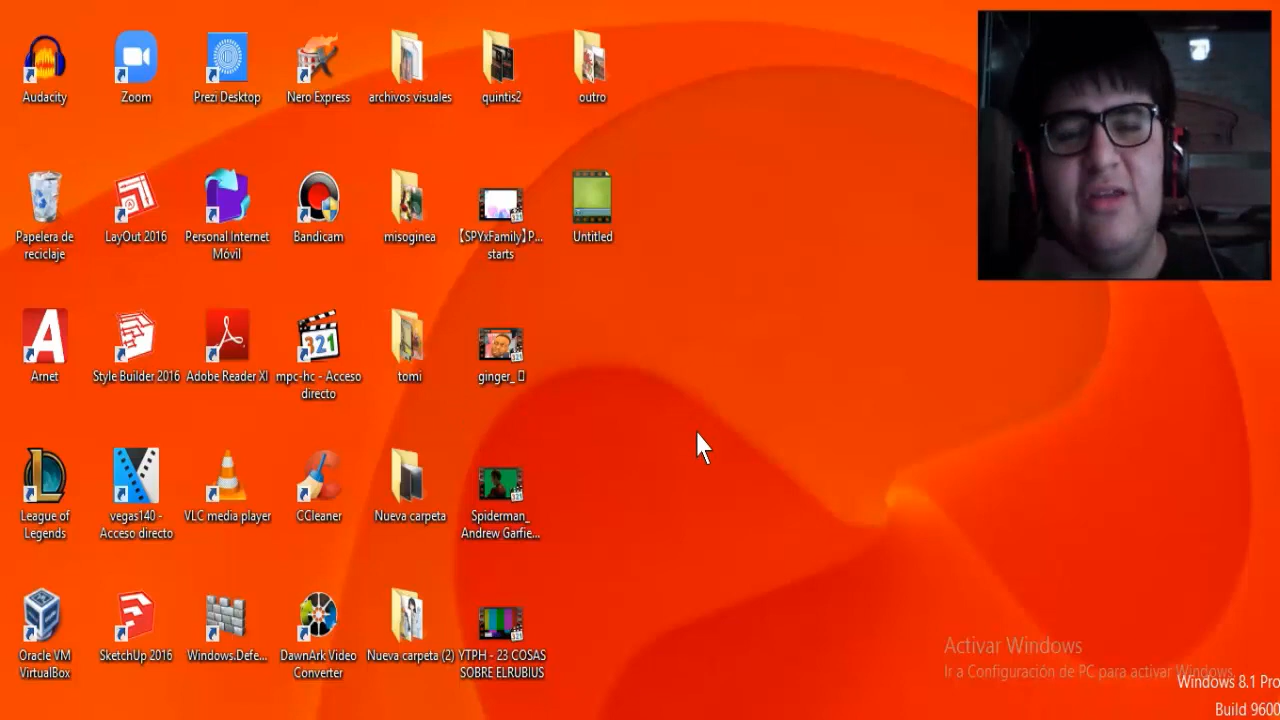 Audacity
Zoom
Prezi Desktop
Nero Express
archivos visuales
quintis2
outro
Papelera de
reciclaje
LayOut 2016
Personal Internet
Móvil
Bandicam
misoginea
【SPYxFamily】P...
starts
Untitled
Arnet
Style Builder 2016
Adobe Reader XI
mpc-hc - Acceso
directo
321
tomi
ginger_
League of
Legends
vegas140 -
Acceso directo
VLC media player
CCleaner
Nueva carpeta
Spiderman_
Andrew Garfie...
Oracle VM
VirtualBox
SketchUp 2016
Windows.Defe...
DawnArk Video
Converter
Nueva carpeta (2)
YTPH - 23 COSAS
SOBRE ELRUBIUS
Activar Windows
Ir a Configuración de PC para activar Windows.
Windows 8.1 Pro
Build 9600